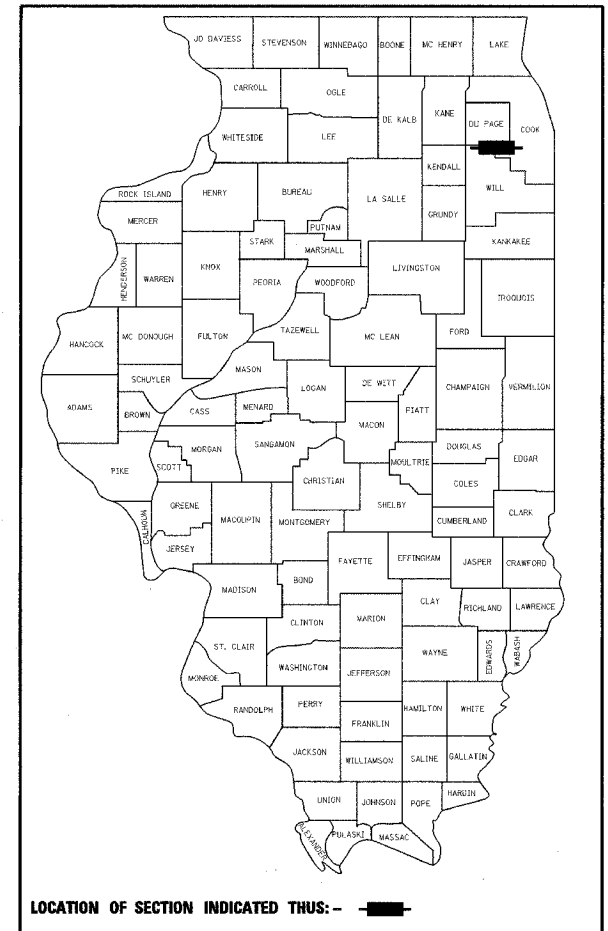 JO DAVIESS STEVENSON WINNEBAGO BOONE MC HENRY LAKE
CARROLL OGLE
DE KALB KANE DU PAGE COOK
WHITESIDE LEE
KENDALL
WILL
ROCK ISLAND HENRY BUREAU LA SALLE
GRUNDY
MERCER PUTNAM
STARK MARSHALL KANKAKEE
HENDERSON WARREN KNOX LIVINGSTON
PEORIA WOODFORD IROQUOIS
HANCOCK MC DONOUGH FULTON TAZEWELL MC LEAN FORD
MASON
SCHUYLER
LOGAN DE WITT CHAMPAIGN VERMILION
ADAMS BROWN CASS MENARD PIATT
MACON
MORGAN SANGAMON DOUGLAS
PIKE SCOTT MOULTRIE EDGAR
CHRISTIAN COLES
GREENE SHELBY
CALHOUN MACOUPIN MONTGOMERY CUMBERLAND CLARK
JERSEY
FAYETTE EFFINGHAM JASPER CRAWFORD
MADISON BOND
CLAY
RICHLAND LAWRENCE
CLINTON MARION
ST. CLAIR WAYNE EDWARDS WABASH
WASHINGTON
MONROE JEFFERSON
RANDOLPH PERRY HAMILTON WHITE
FRANKLIN
JACKSON WILLIAMSON SALINE GALLATIN
UNION JOHNSON POPE HARDIN
ALEXANDER PULASKI MASSAC
LOCATION OF SECTION INDICATED THUS: -